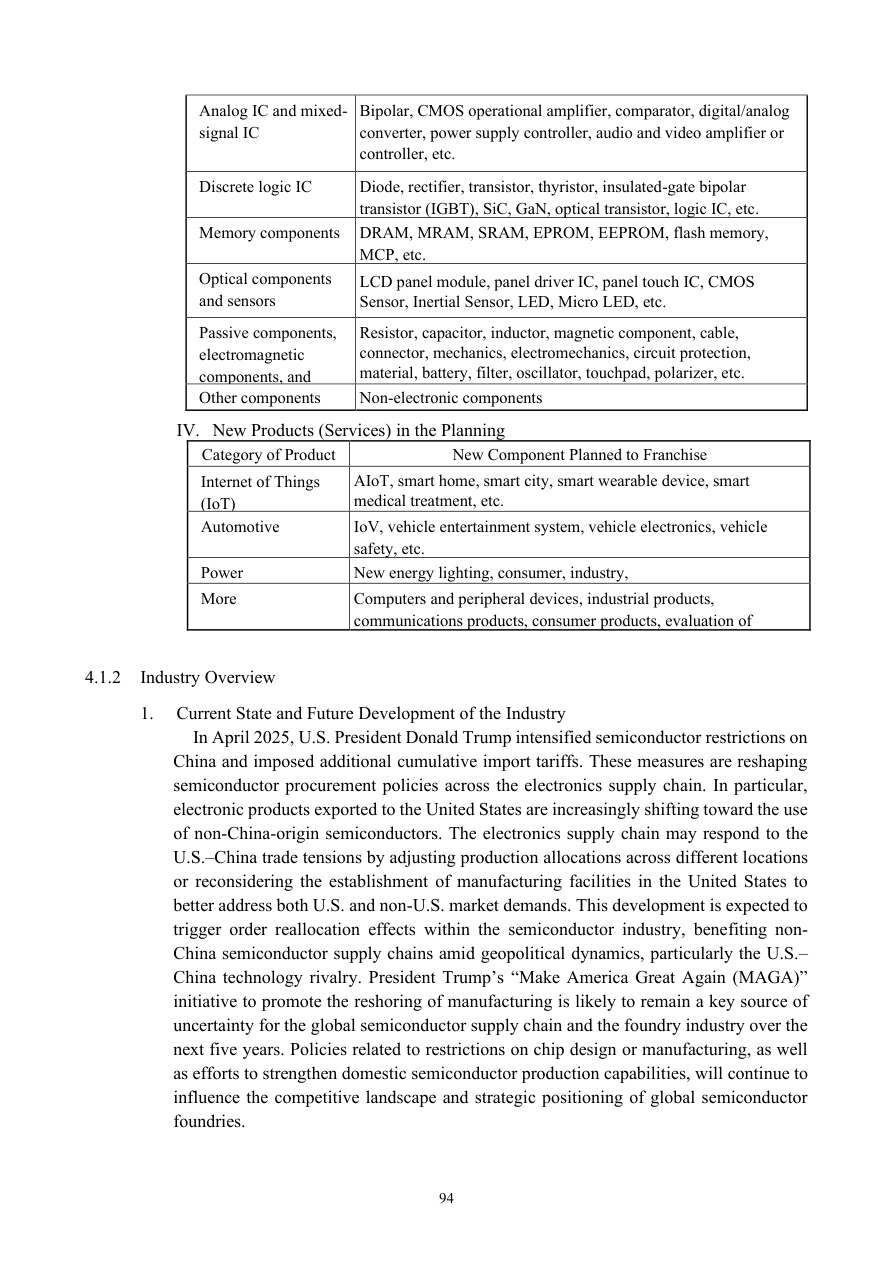 Analog IC and mixed-
signal IC
Bipolar, CMOS operational amplifier, comparator, digital/analog
converter, power supply controller, audio and video amplifier or
controller, etc.
Discrete logic IC
Diode, rectifier, transistor, thyristor, insulated-gate bipolar
transistor (IGBT), SiC, GaN, optical transistor, logic IC, etc.
Memory components
DRAM, MRAM, SRAM, EPROM, EEPROM, flash memory,
MCP, etc.
Optical components
and sensors
LCD panel module, panel driver IC, panel touch IC, CMOS
Sensor, Inertial Sensor, LED, Micro LED, etc.
Passive components,
electromagnetic
components, and
Resistor, capacitor, inductor, magnetic component, cable,
connector, mechanics, electromechanics, circuit protection,
material, battery, filter, oscillator, touchpad, polarizer, etc.
Other components
Non-electronic components
IV. New Products (Services) in the Planning
Category of Product
New Component Planned to Franchise
Internet of Things
(IoT)
AIoT, smart home, smart city, smart wearable device, smart
medical treatment, etc.
Automotive
IoV, vehicle entertainment system, vehicle electronics, vehicle
safety, etc.
Power
New energy lighting, consumer, industry,
More
Computers and peripheral devices, industrial products,
communications products, consumer products, evaluation of
4.1.2 Industry Overview
1. Current State and Future Development of the Industry
In April 2025, U.S. President Donald Trump intensified semiconductor restrictions on
China and imposed additional cumulative import tariffs. These measures are reshaping
semiconductor procurement policies across the electronics supply chain. In particular,
electronic products exported to the United States are increasingly shifting toward the use
of non-China-origin semiconductors. The electronics supply chain may respond to the
U.S.–China trade tensions by adjusting production allocations across different locations
or reconsidering the establishment of manufacturing facilities in the United States to
better address both U.S. and non-U.S. market demands. This development is expected to
trigger order reallocation effects within the semiconductor industry, benefiting non-
China semiconductor supply chains amid geopolitical dynamics, particularly the U.S.–
China technology rivalry. President Trump’s “Make America Great Again (MAGA)”
initiative to promote the reshoring of manufacturing is likely to remain a key source of
uncertainty for the global semiconductor supply chain and the foundry industry over the
next five years. Policies related to restrictions on chip design or manufacturing, as well
as efforts to strengthen domestic semiconductor production capabilities, will continue to
influence the competitive landscape and strategic positioning of global semiconductor
foundries.
94